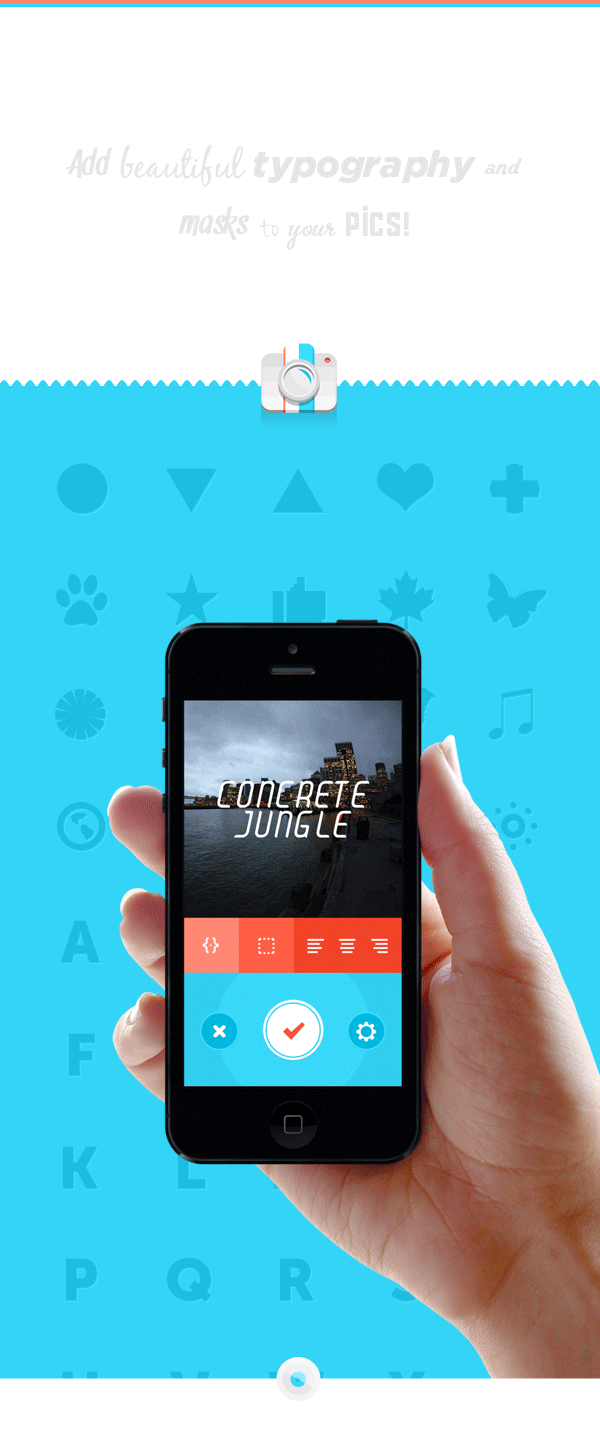 Add beautiful typography and
masks to your PICS!
CONCRETE
JUNGLE
A
F
K L
P Q R S
U V W X